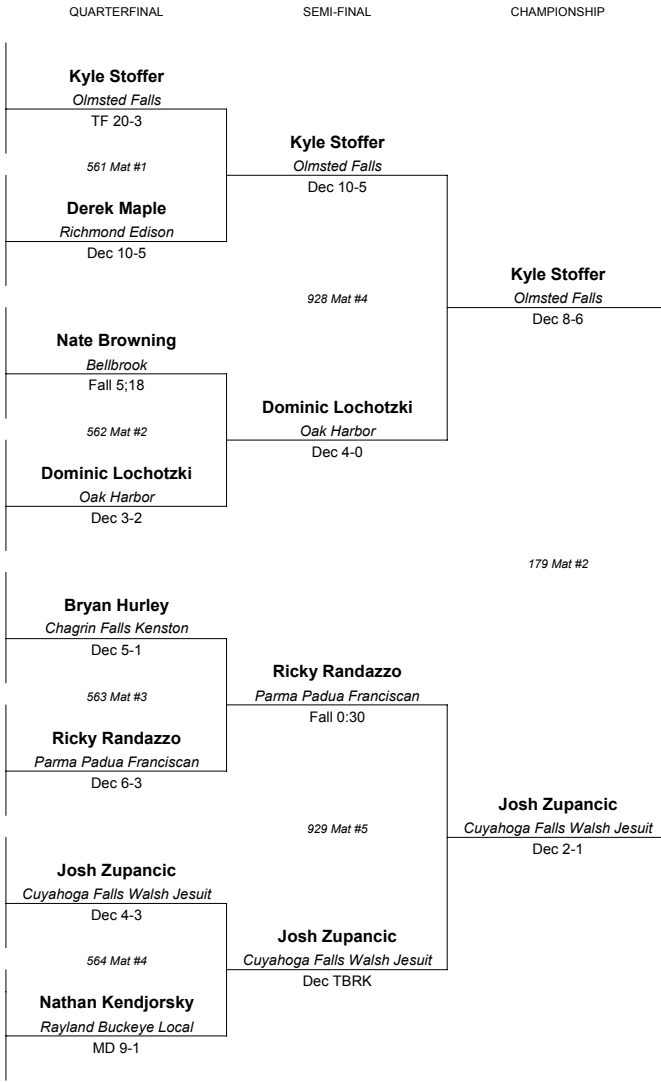 QUARTERFINAL SEMI-FINAL CHAMPIONSHIP
Kyle Stoffer
Olmsted Falls
TF 20-3
Kyle Stoffer
561 Mat #1
Olmsted Falls
Dec 10-5
Derek Maple
Richmond Edison
Dec 10-5
Kyle Stoffer
928 Mat #4
Olmsted Falls
Dec 8-6
Nate Browning
Bellbrook
Fall 5;18
Dominic Lochotzki
562 Mat #2
Oak Harbor
Dec 4-0
Dominic Lochotzki
Oak Harbor
Dec 3-2
179 Mat #2
Bryan Hurley
Chagrin Falls Kenston
Dec 5-1
Ricky Randazzo
563 Mat #3
Parma Padua Franciscan
Fall 0:30
Ricky Randazzo
Parma Padua Franciscan
Dec 6-3
Josh Zupancic
929 Mat #5
Cuyahoga Falls Walsh Jesuit
Dec 2-1
Josh Zupancic
Cuyahoga Falls Walsh Jesuit
Dec 4-3
Josh Zupancic
564 Mat #4
Cuyahoga Falls Walsh Jesuit
Dec TBRK
Nathan Kendjorsky
Rayland Buckeye Local
MD 9-1